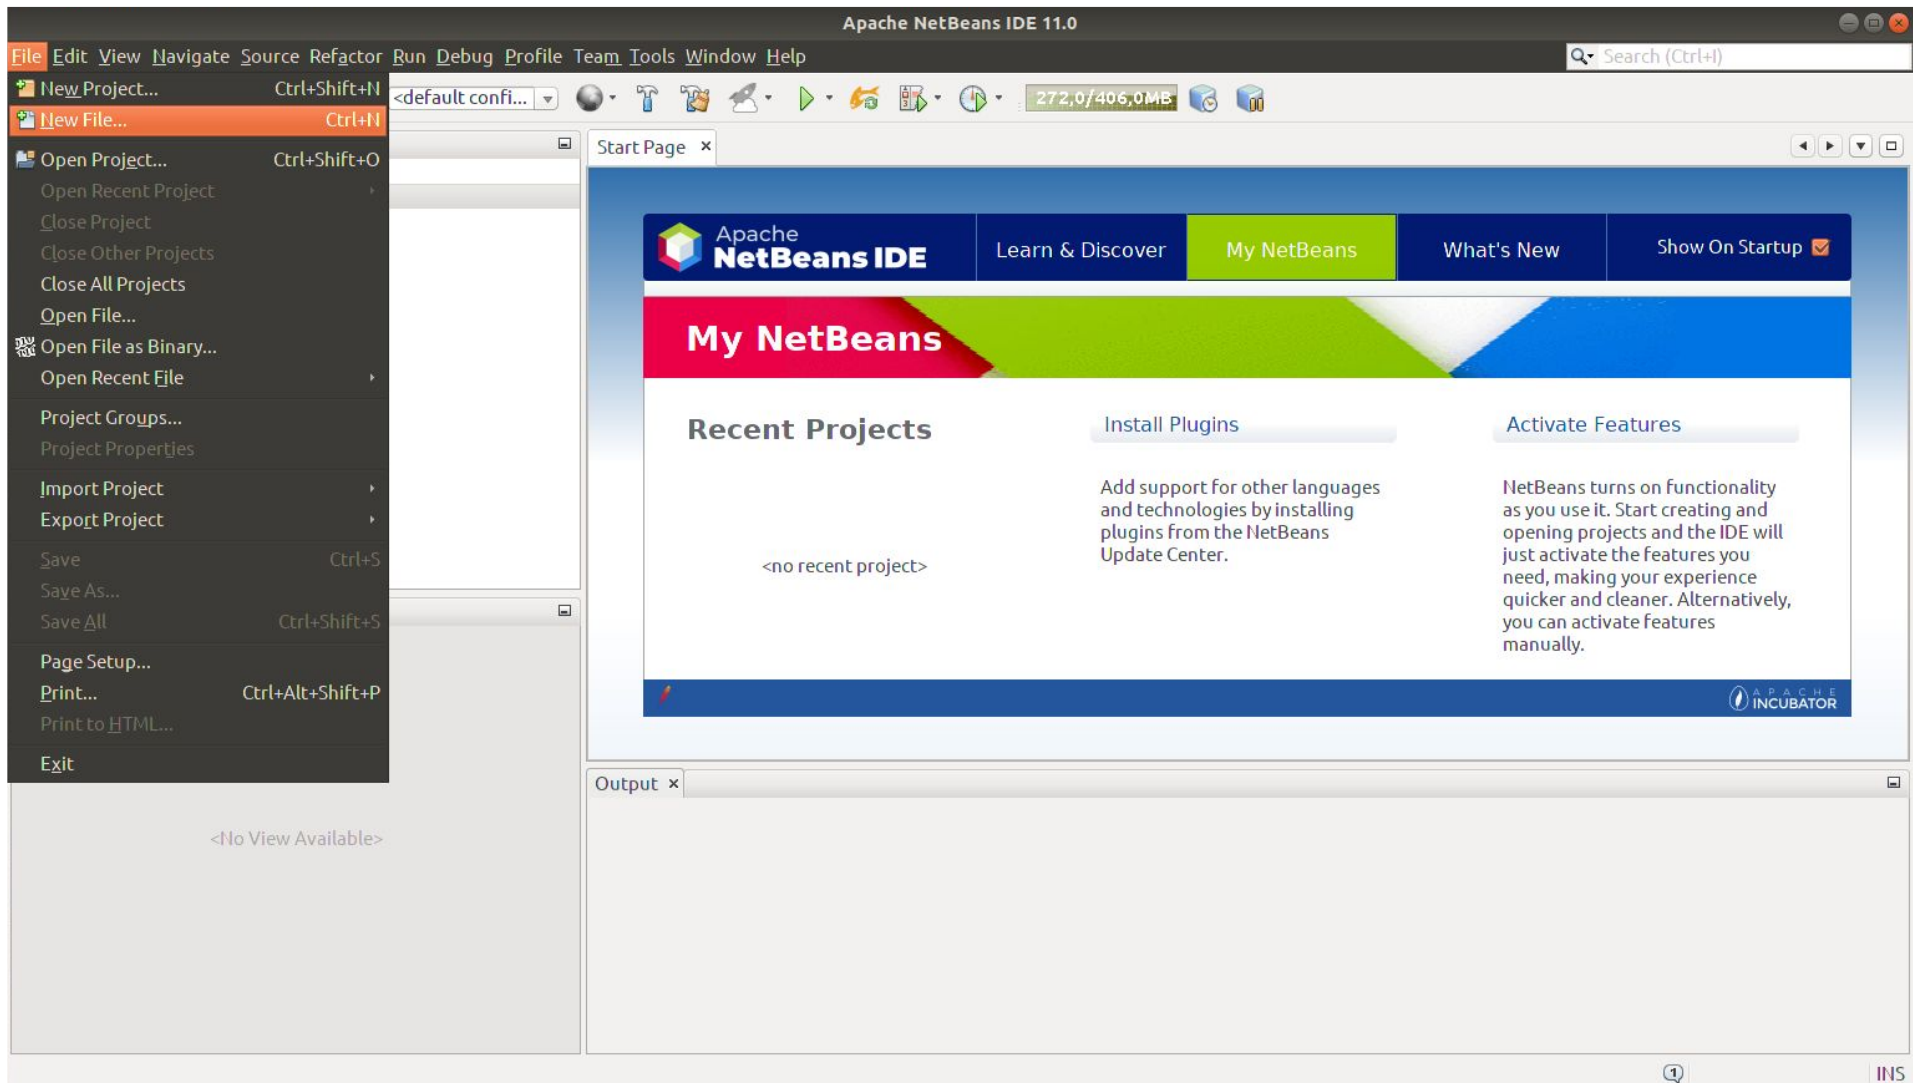 Apache NetBeans IDE 11.0
File Edit View Navigate Source Refactor Run Debug Profile Team Tools Window Help
Search (Ctrl+I)
New Project... Ctrl+Shift+N
New File... Ctrl+N
Open Project... Ctrl+Shift+O
Open Recent Project
Close Project
Close Other Projects
Close All Projects
Open File...
Open File as Binary...
Open Recent File
Project Groups...
Project Properties
Import Project
Export Project
Save Ctrl+S
Save As...
Save All Ctrl+Shift+S
Page Setup...
Print... Ctrl+Alt+Shift+P
Print to HTML...
Exit
<default confi...
272,0/406,0MB
Start Page
Apache
NetBeans IDE
Learn & Discover
My NetBeans
What's New
Show On Startup
My NetBeans
Recent Projects
<no recent project>
Install Plugins
Add support for other languages
and technologies by installing
plugins from the NetBeans
Update Center.
Activate Features
NetBeans turns on functionality
as you use it. Start creating and
opening projects and the IDE will
just activate the features you
need, making your experience
quicker and cleaner. Alternatively,
you can activate features
manually.
APACHE
INCUBATOR
Output
<No View Available>
1
INS